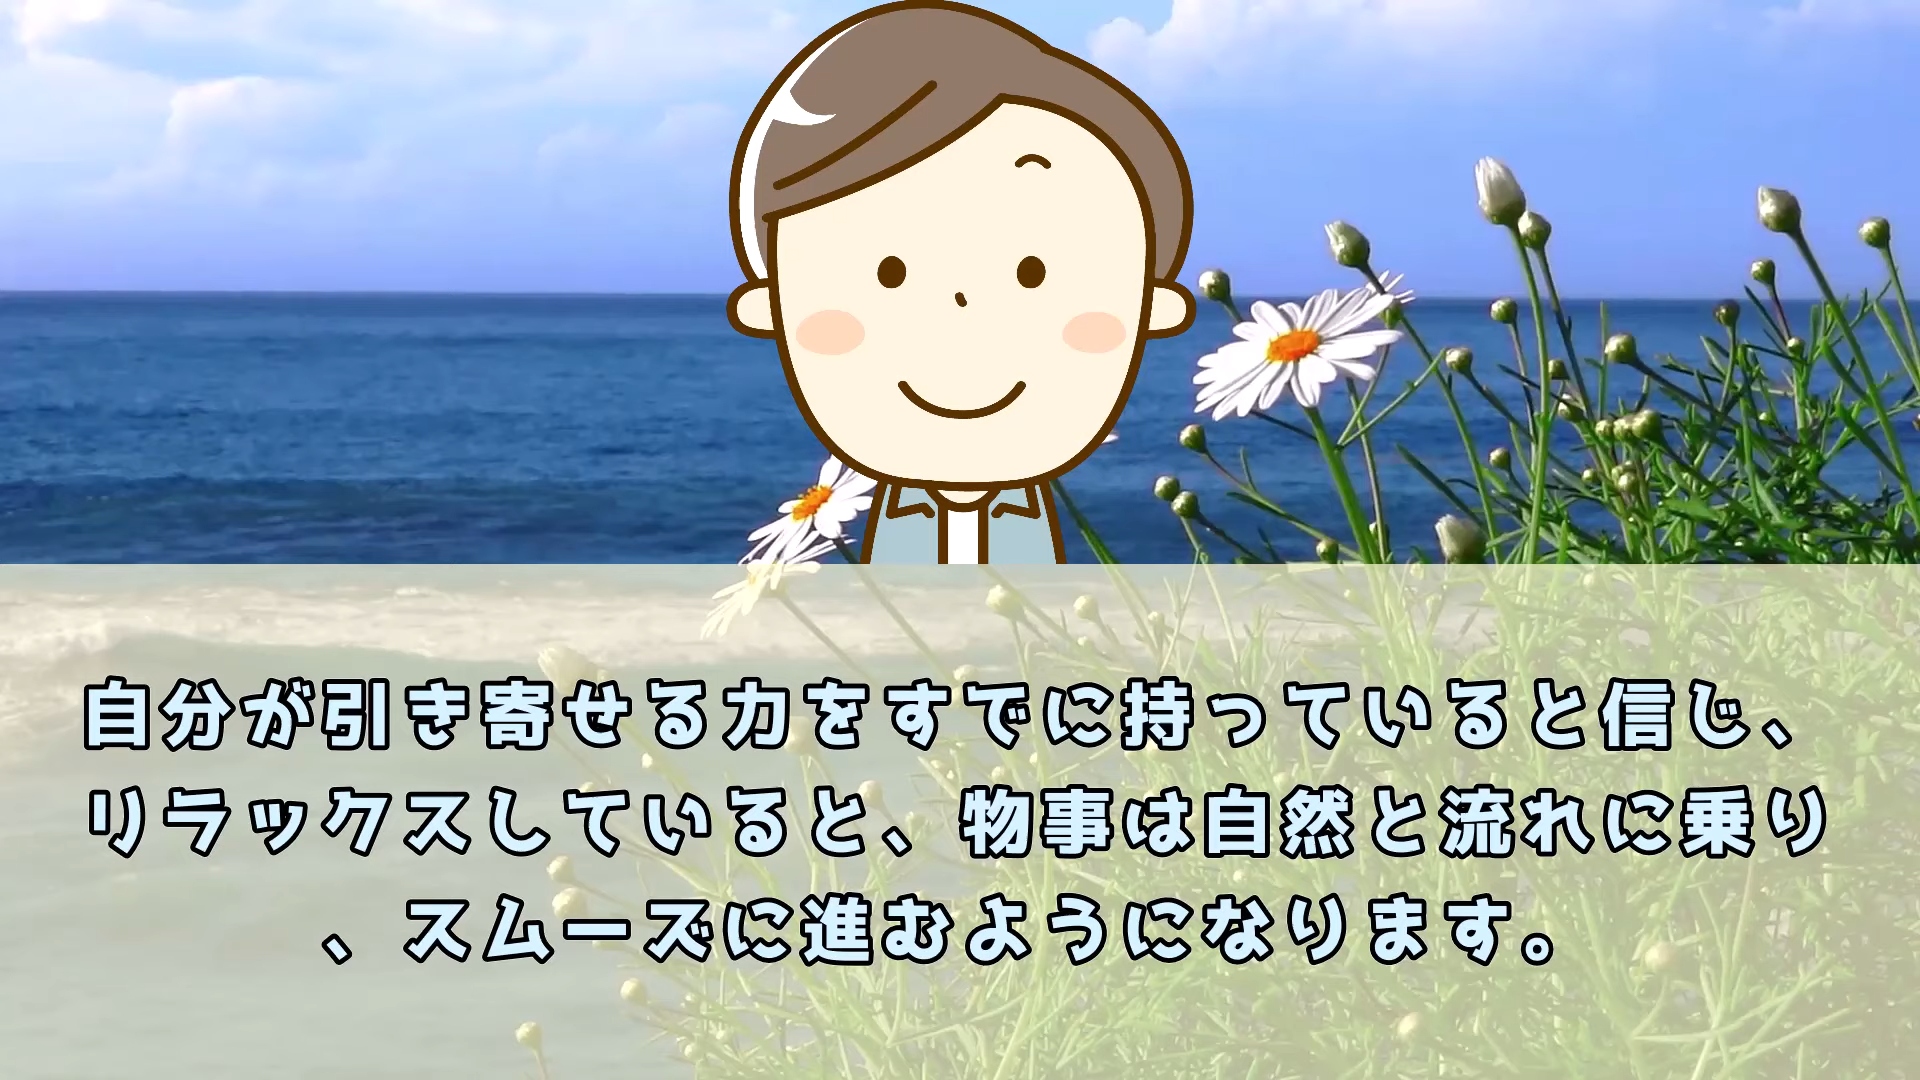 自分が引き寄せる力をすでに持っていると信じ、
リラックスしていると、物事は自然と流れに乗り
、スムーズに進むようになります。